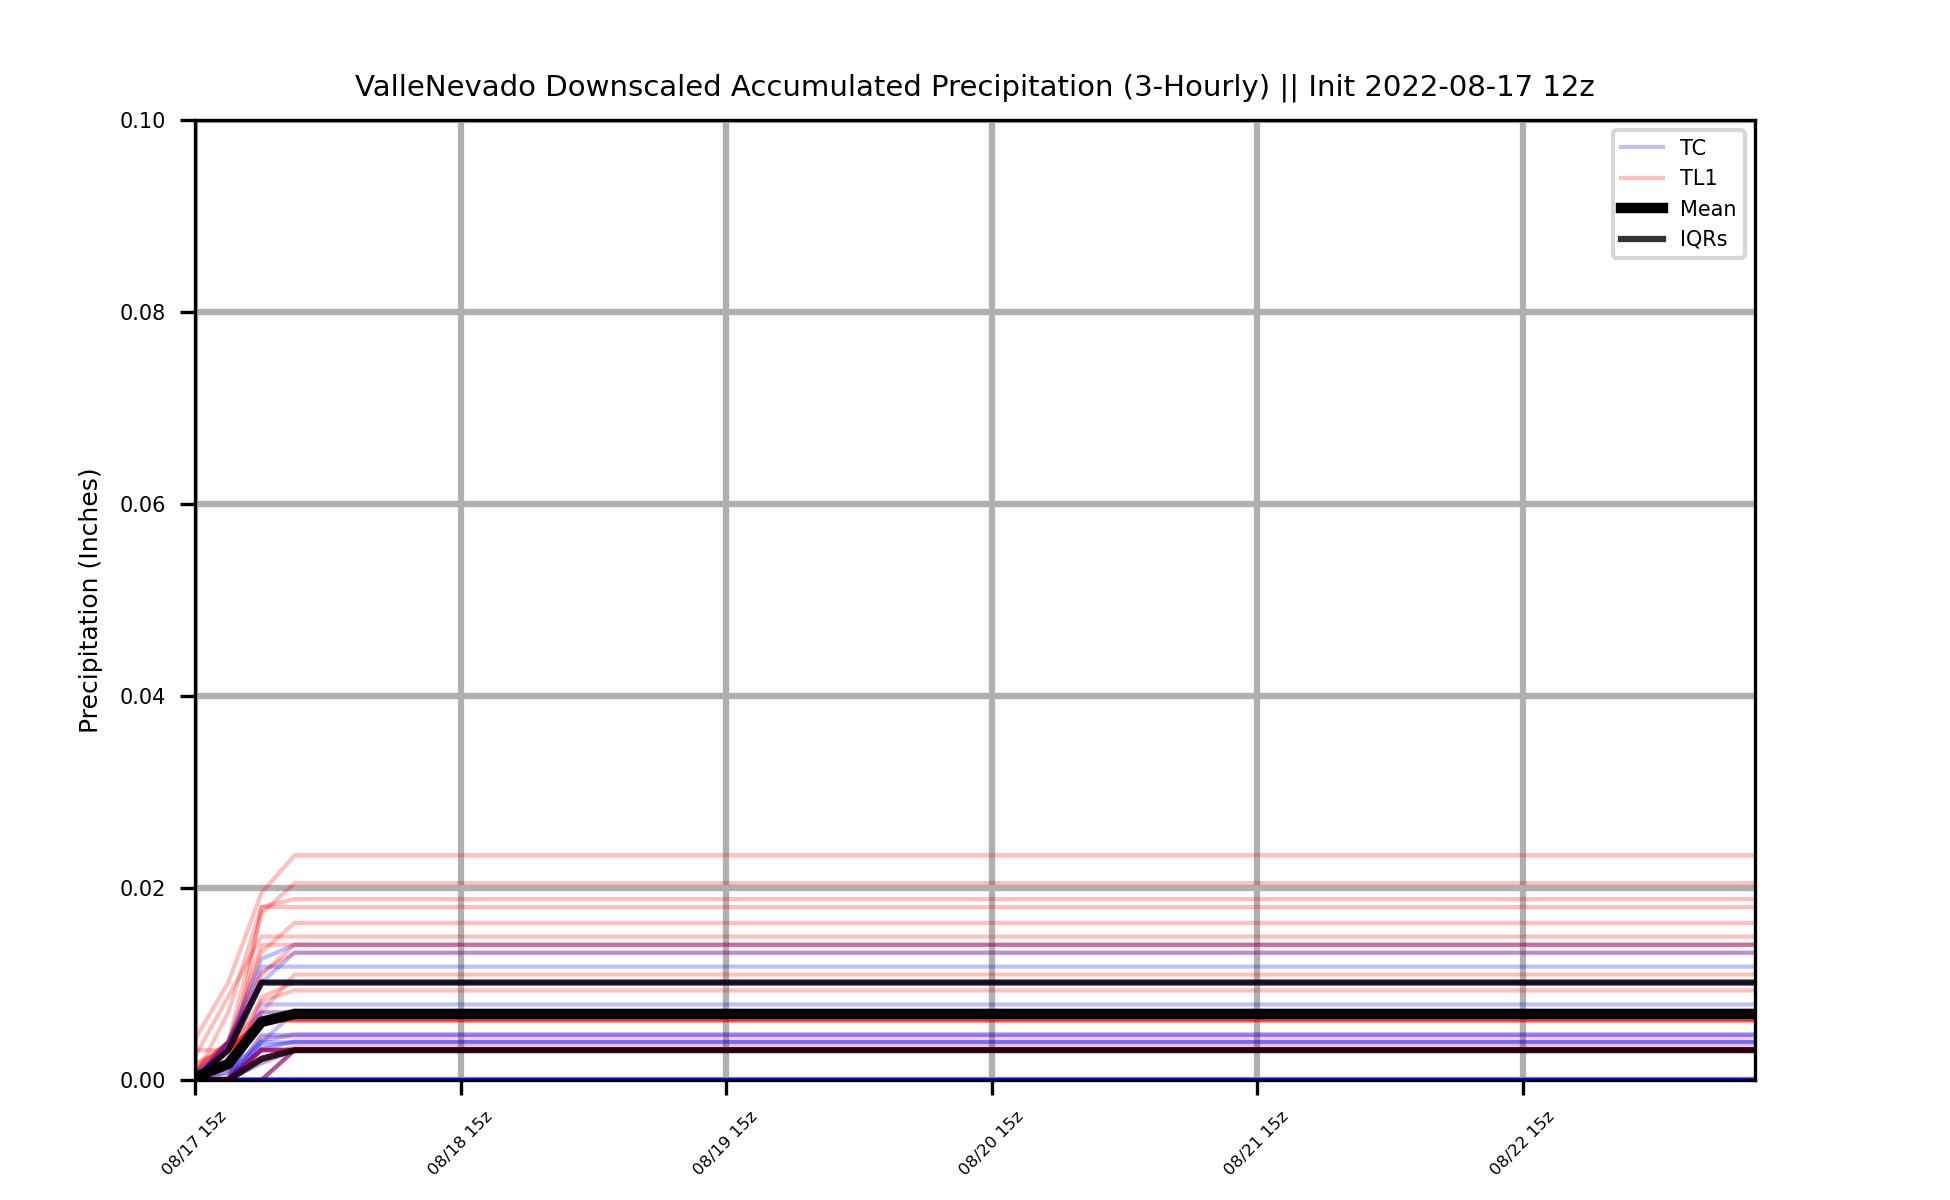 ValleNevado Downscaled Accumulated Precipitation (3-Hourly) || Init 2022-08-17 12z
TC
TL1
Mean
IQRs
Precipitation (Inches)
0.10
0.08
0.06
0.04
0.02
0.00
08/17 15z
08/18 15z
08/19 15z
08/20 15z
08/21 15z
08/22 15z